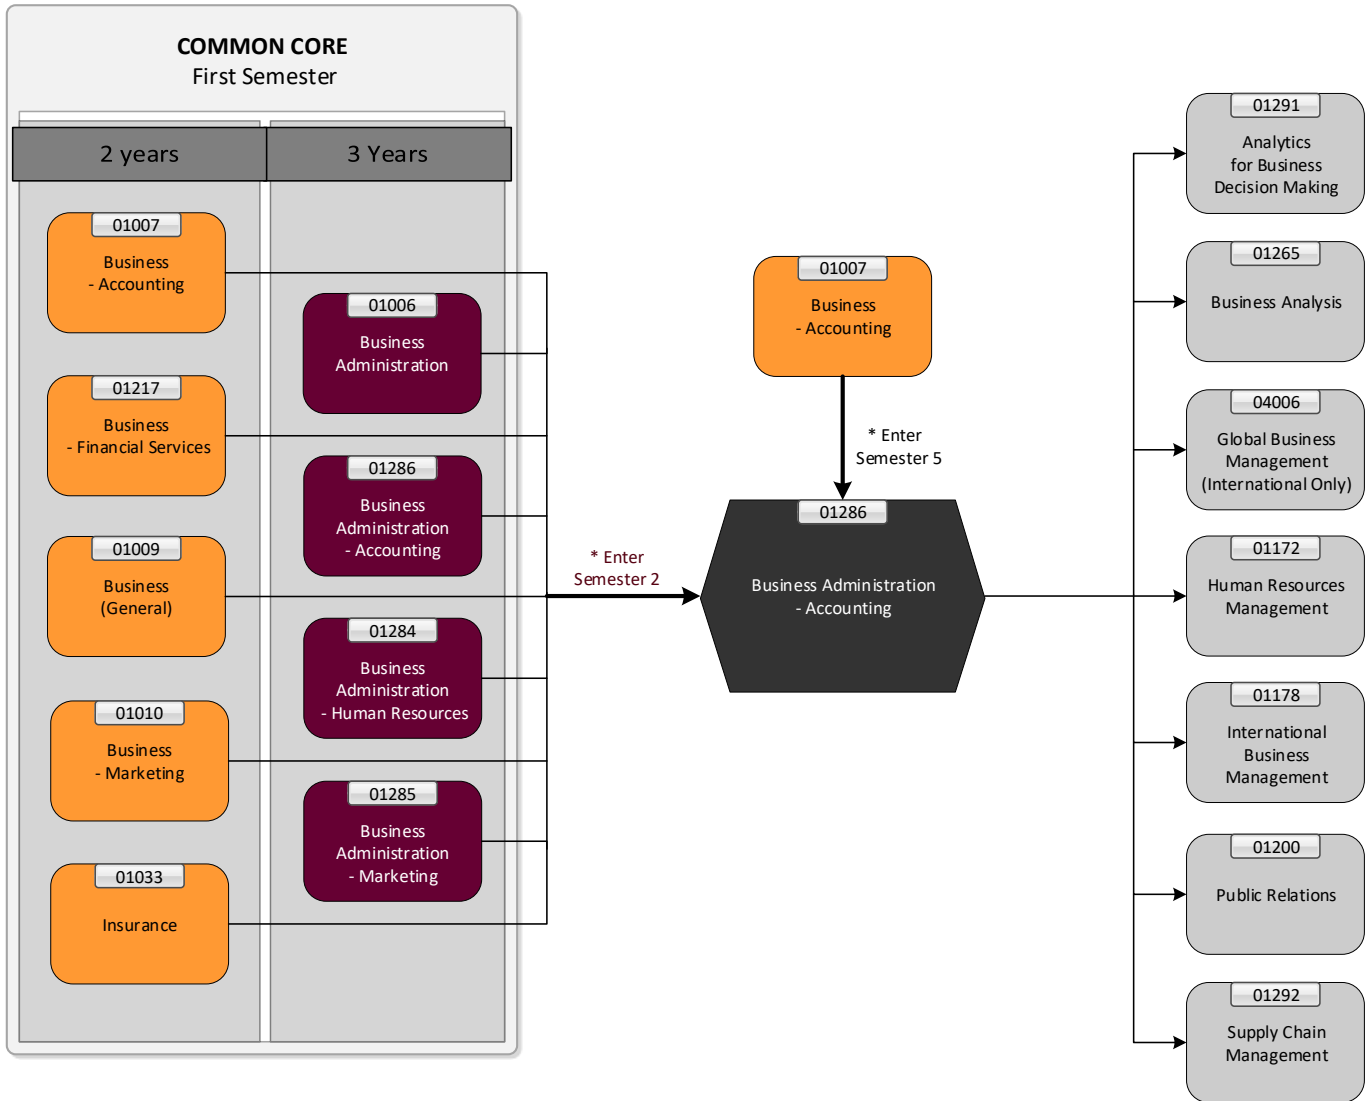 COMMON CORE
First Semester
2 years
3 Years
01007
Business
- Accounting
01217
Business
- Financial Services
01009
Business
(General)
01010
Business
- Marketing
01033
Insurance
01006
Business
Administration
01286
Business
Administration
- Accounting
01284
Business
Administration
- Human Resources
01285
Business
Administration
- Marketing
* Enter
Semester 2
01007
Business
- Accounting
* Enter
Semester 5
01286
Business Administration
- Accounting
01291
Analytics
for Business
Decision Making
01265
Business Analysis
04006
Global Business
Management
(International Only)
01172
Human Resources
Management
01178
International
Business
Management
01200
Public Relations
01292
Supply Chain
Management